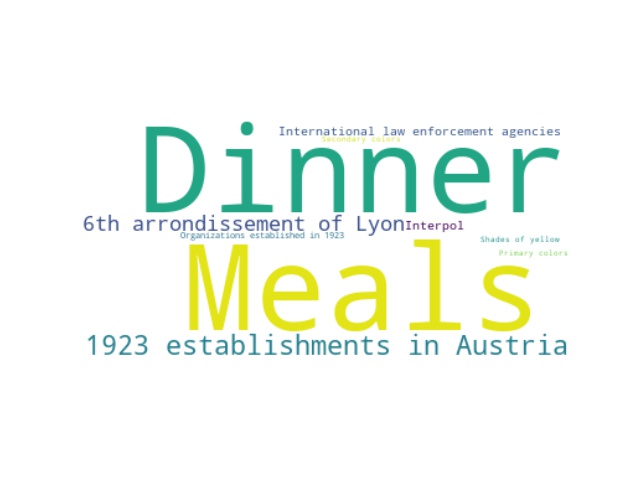 International law enforcement agencies
Secondary colors
Dinner
6th arrondissement of Lyon
Interpol
Organizations established in 1923
Shades of yellow
Primary colors
Meals
1923 establishments in Austria